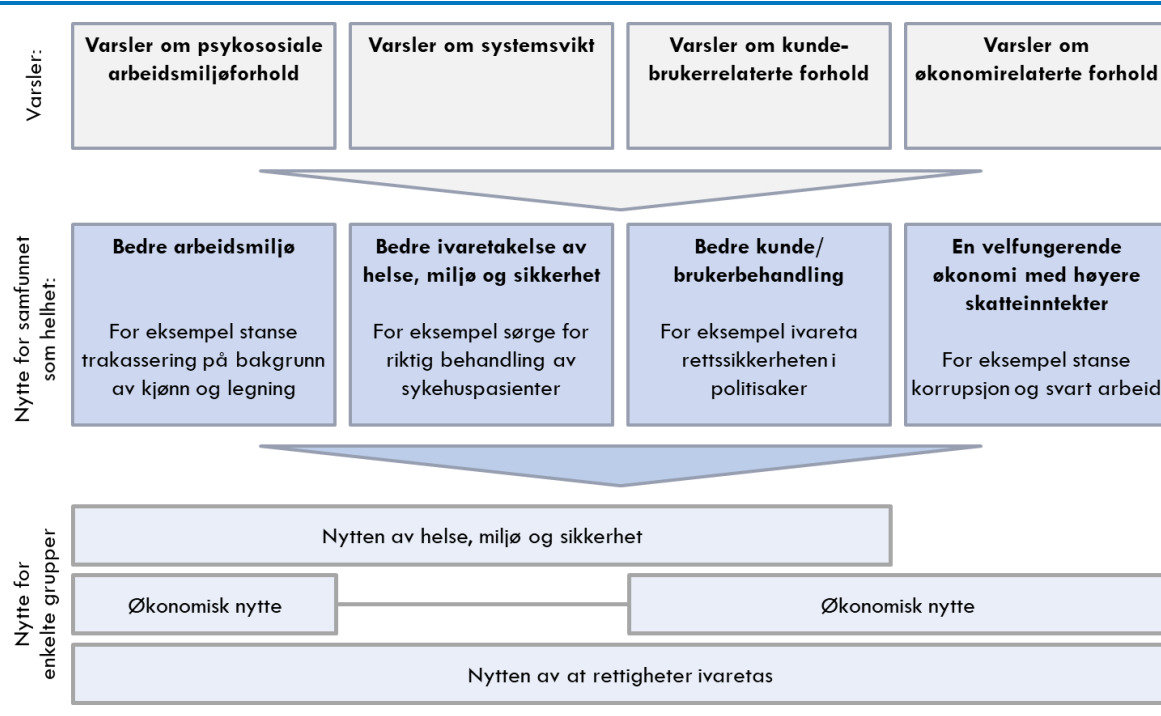 Varsler:
Varsler om psykososiale
arbeidsmiljøforhold
Varsler om systemsvikt
Varsler om kunde-
brukerrelaterte forhold
Varsler om
økonomirelaterte forhold
Nytte for samfunnet
som helhet:
Bedre arbeidsmiljø
For eksempel stanse
trakassering på bakgrunn
av kjønn og legning
Bedre ivaretakelse av
helse, miljø og sikkerhet
For eksempel sørge for
riktig behandling av
sykehuspasienter
Bedre kunde/
brukerbehandling
For eksempel ivareta
rettssikkerheten i
politisaker
En velfungerende
økonomi med høyere
skatteinntekter
For eksempel stanse
korrupsjon og svart arbeid
Nytte for
enkelte grupper
Nytten av helse, miljø og sikkerhet
Økonomisk nytte
Økonomisk nytte
Nytten av at rettigheter ivaretas